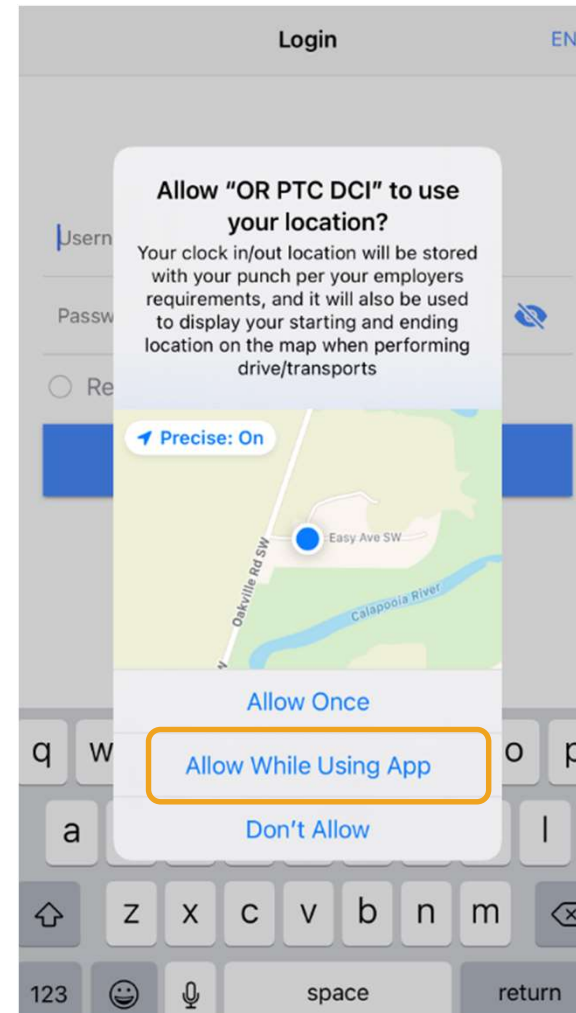 Login
EN
Allow “OR PTC DCI” to use
your location?
Usern
Your clock in/out location will be stored
with your punch per your employers
requirements, and it will also be used
Passw
to display your starting and ending
location on the map when performing
drive/transports
Re
Precise: On
Easy Ave SW
Oakville Rd SW
Calapooia River
Allow Once
q w o p
Allow While Using App
a l
Don’t Allow
z x c v b n m
123 space return